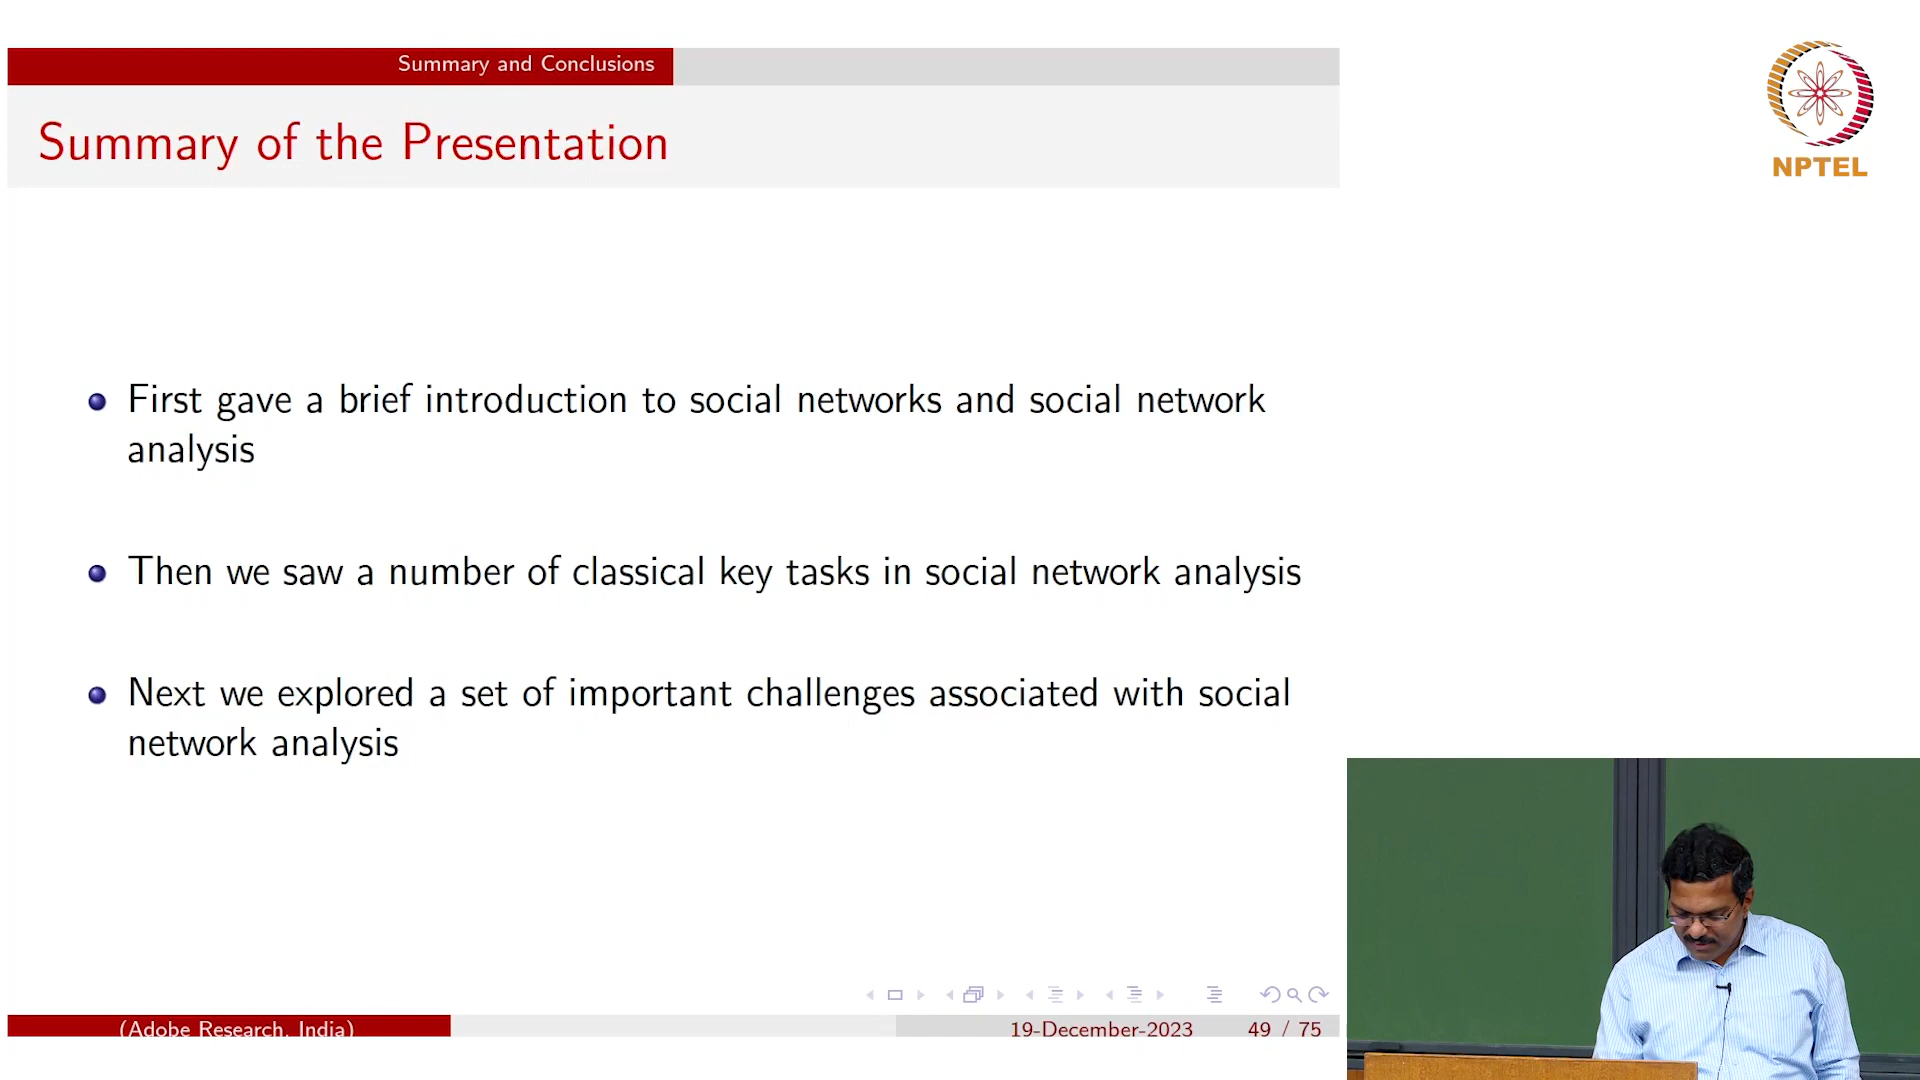 Summary and Conclusions
Summary of the Presentation
NPTEL
First gave a brief introduction to social networks and social network
analysis
Then we saw a number of classical key tasks in social network analysis
Next we explored a set of important challenges associated with social
network analysis
(Adobe Research, India)
19-December-2023
49 / 75